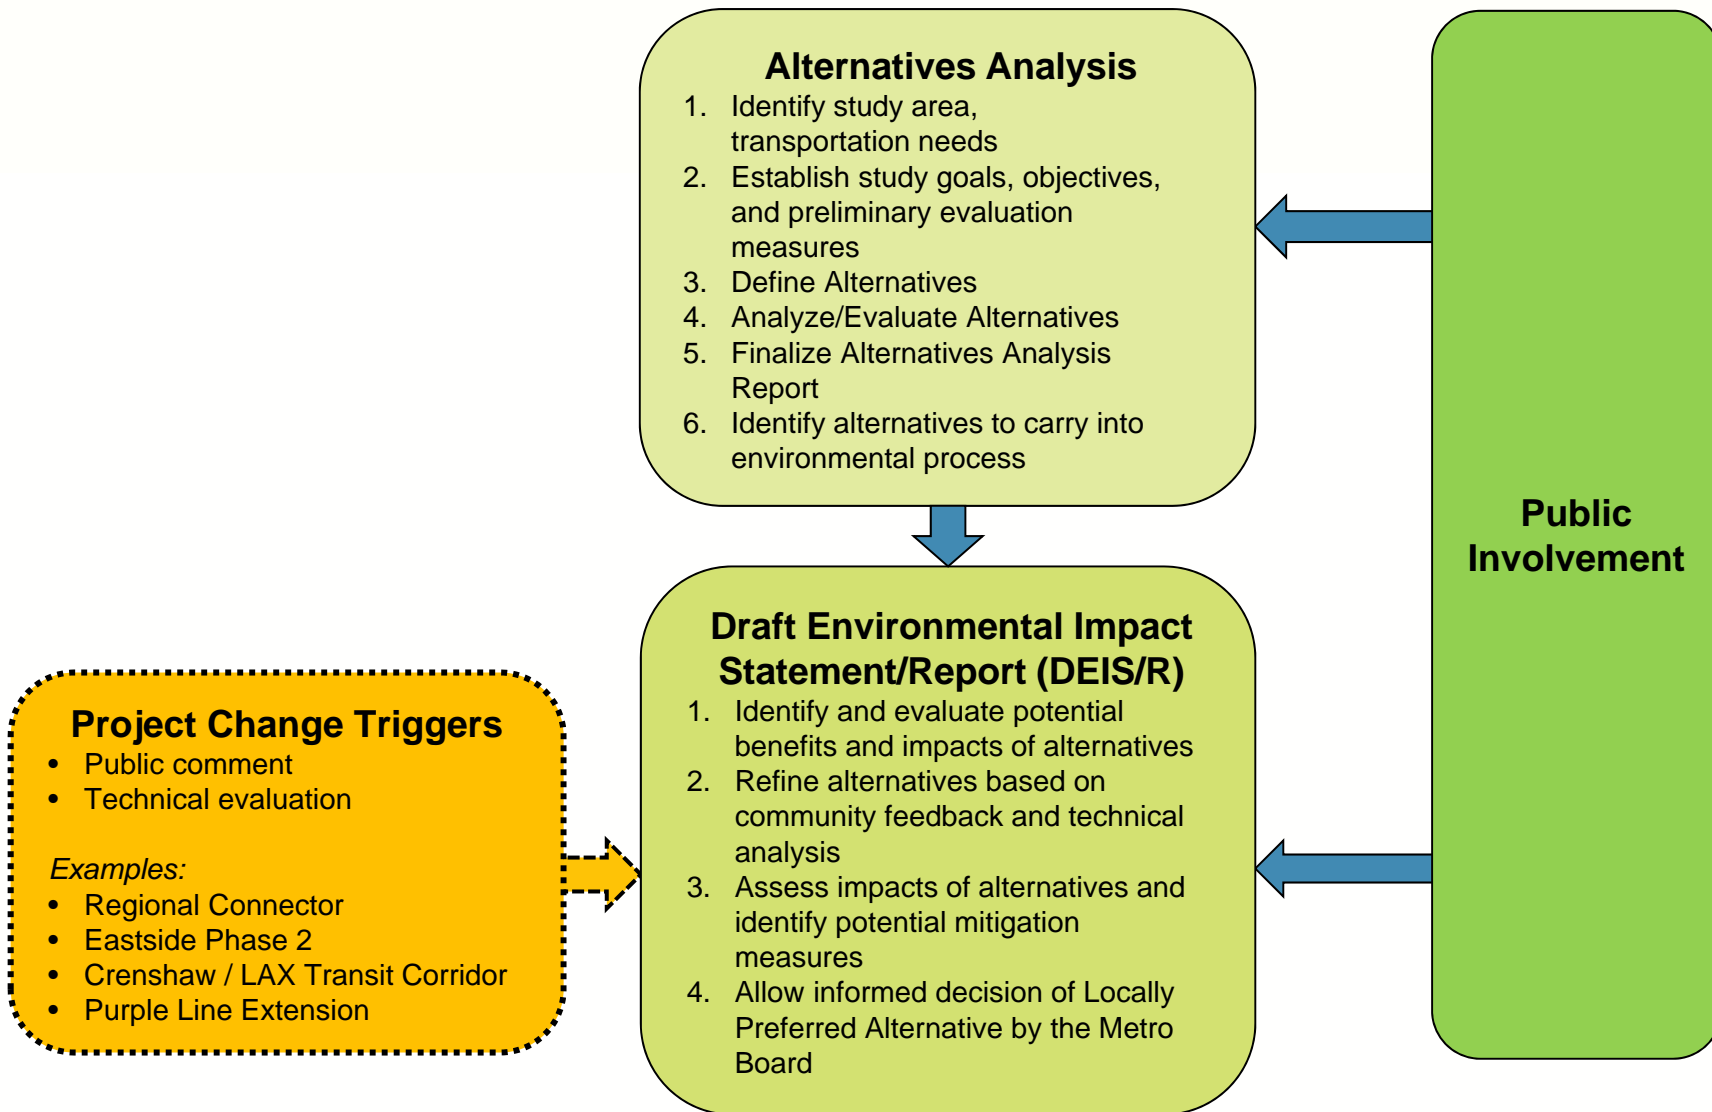 Alternatives Analysis
1. Identify study area,
transportation needs
2. Establish study goals, objectives,
and preliminary evaluation
measures
3. Define Alternatives
4. Analyze/Evaluate Alternatives
5. Finalize Alternatives Analysis
Report
6. Identify alternatives to carry into
environmental process
Public
Involvement
Draft Environmental Impact
Statement/Report (DEIS/R)
1. Identify and evaluate potential
benefits and impacts of alternatives
2. Refine alternatives based on
community feedback and technical
analysis
3. Assess impacts of alternatives and
identify potential mitigation
measures
4. Allow informed decision of Locally
Preferred Alternative by the Metro
Board
Project Change Triggers
• Public comment
• Technical evaluation
Examples:
• Regional Connector
• Eastside Phase 2
• Crenshaw / LAX Transit Corridor
• Purple Line Extension